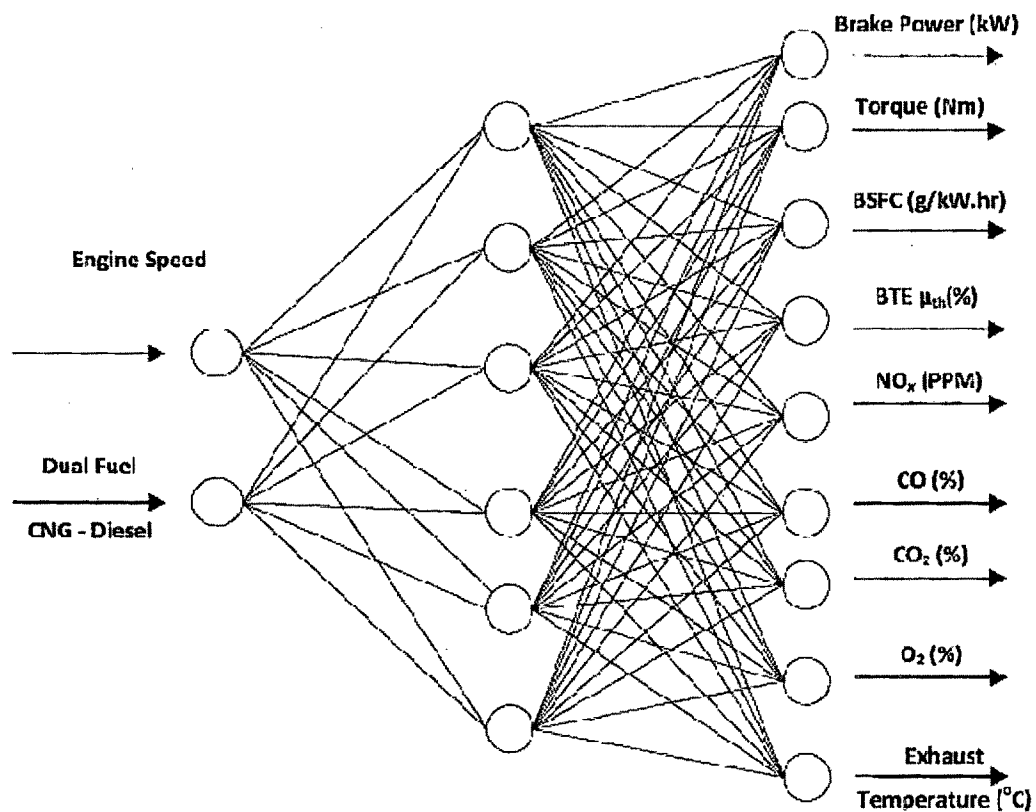 Brake Power (kW)
Torque (Nm)
BSFC (g/kW.hr)
Engine Speed
BTE μth(%)
NOx (PPM)
Dual Fuel
CNG - Diesel
CO (%)
CO₂ (%)
O₂ (%)
Exhaust
Temperature (°C)